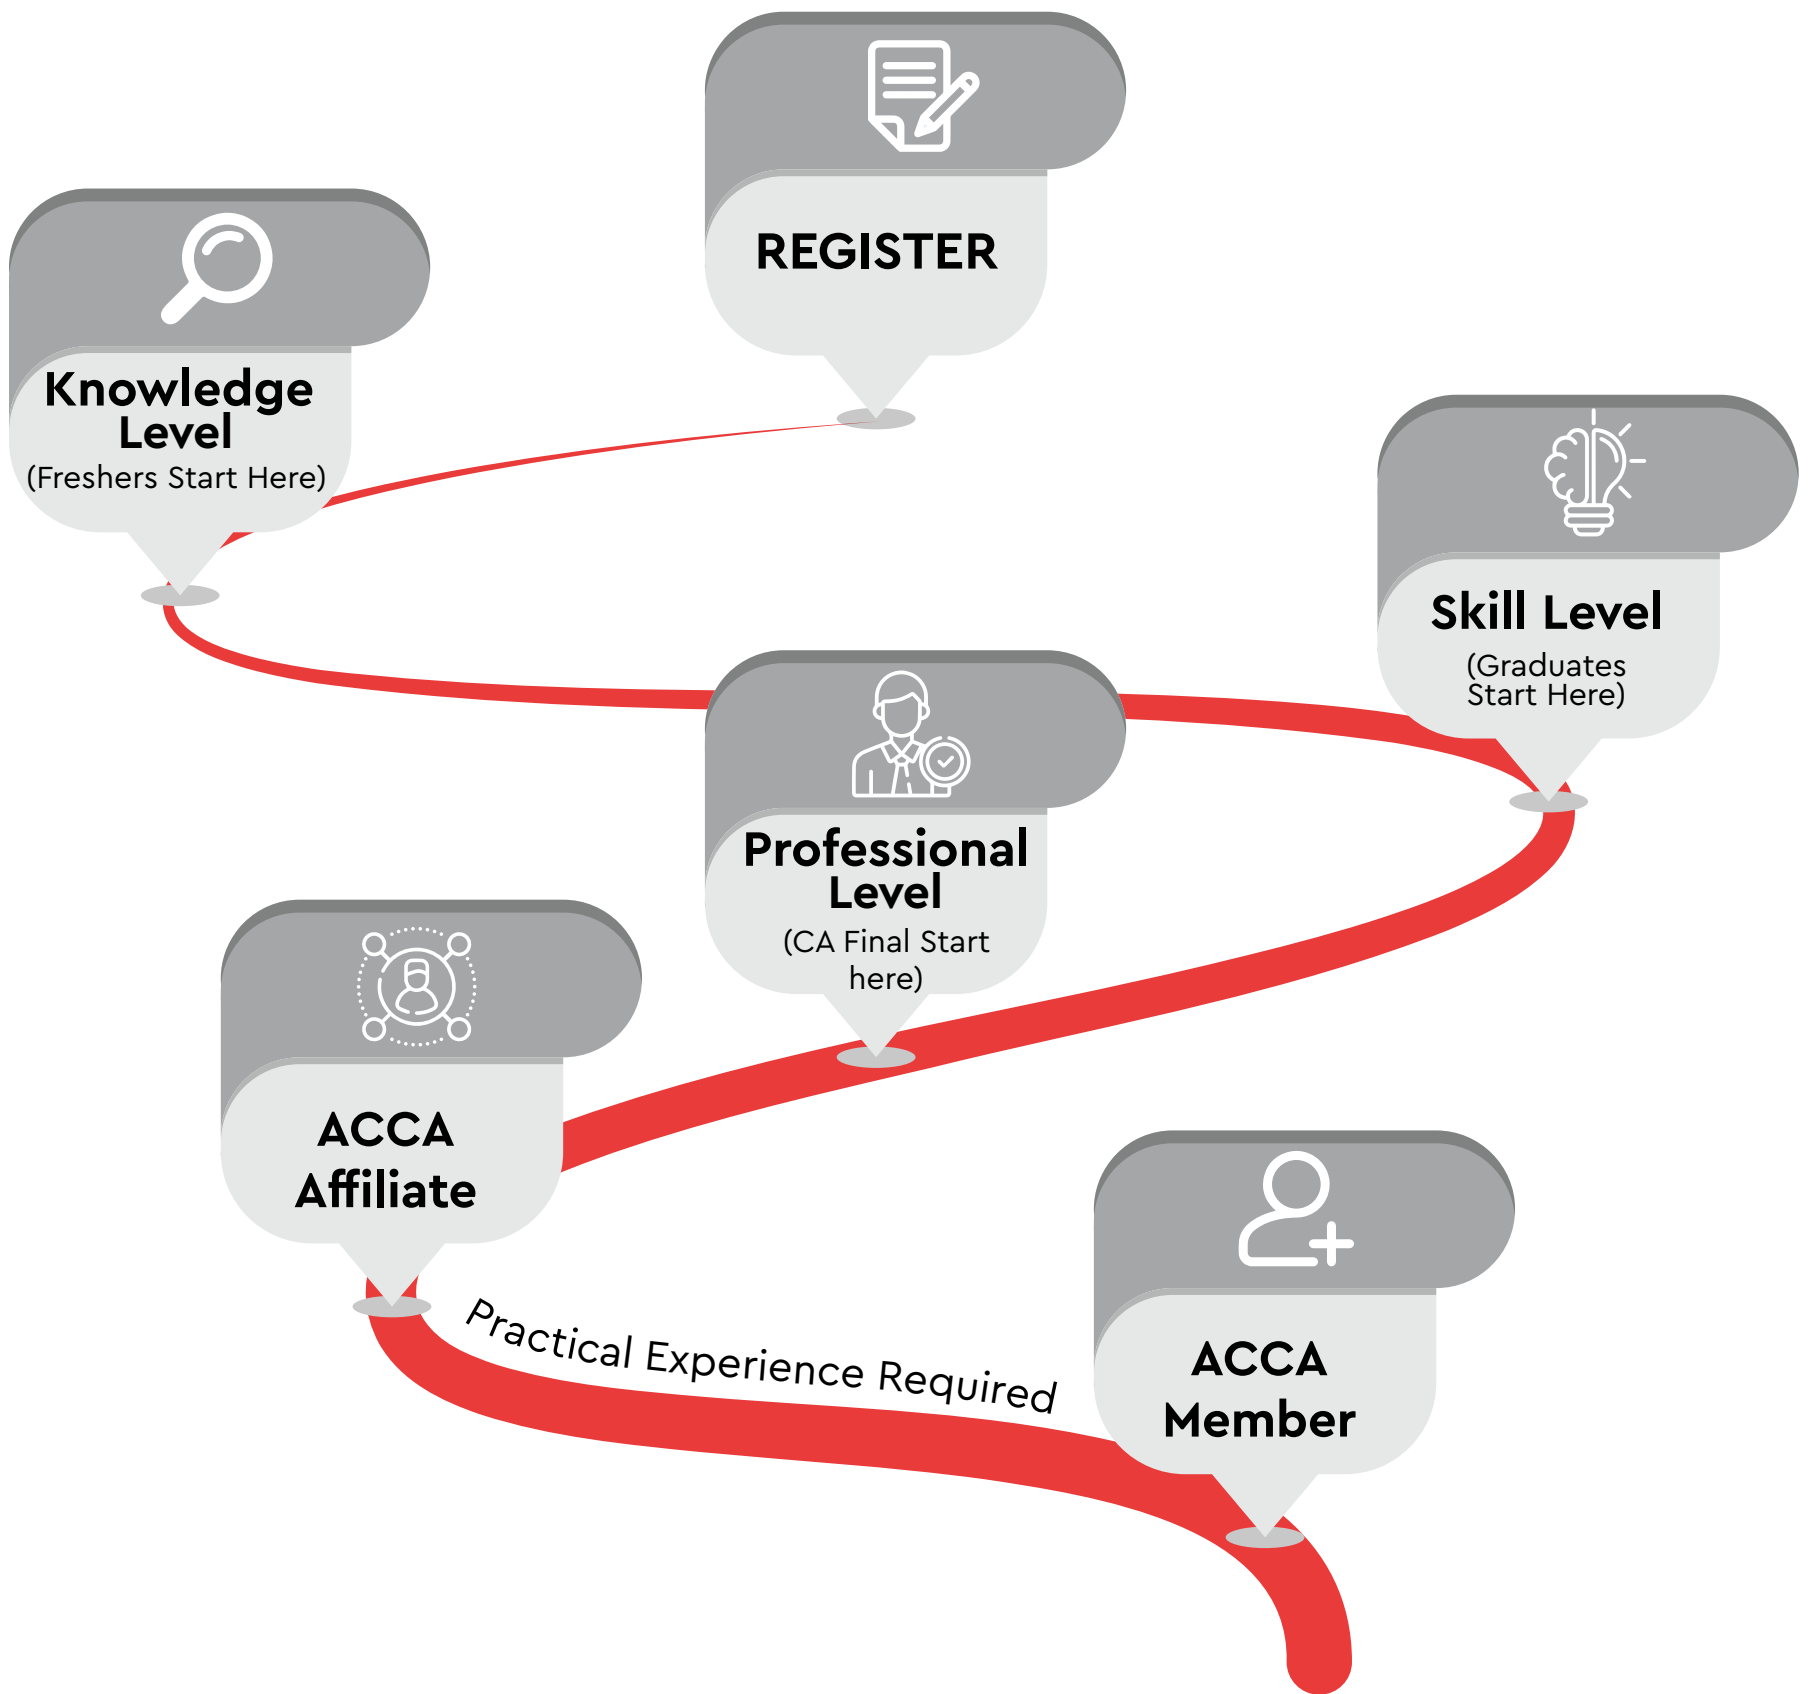 REGISTER
Knowledge
Level
(Freshers Start Here)
Skill Level
(Graduates
Start Here)
Professional
Level
(CA Final Start
here)
ACCA
Affiliate
Practical Experience Required
ACCA
Member